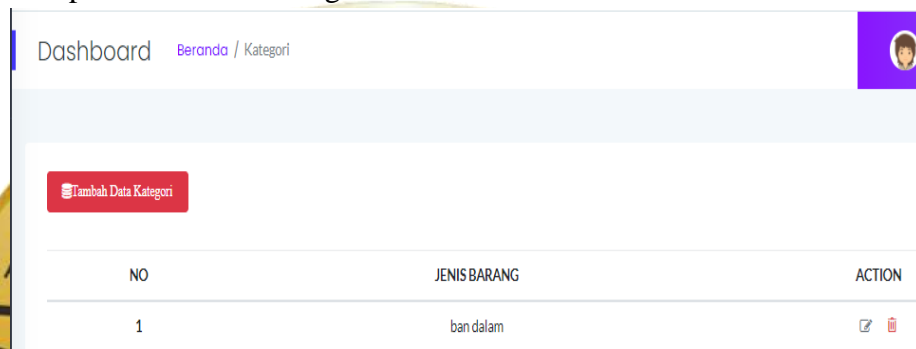 Dashboard Beranda / Kategori
Tambah Data Kategori
NO JENIS BARANG ACTION
1 ban dalam